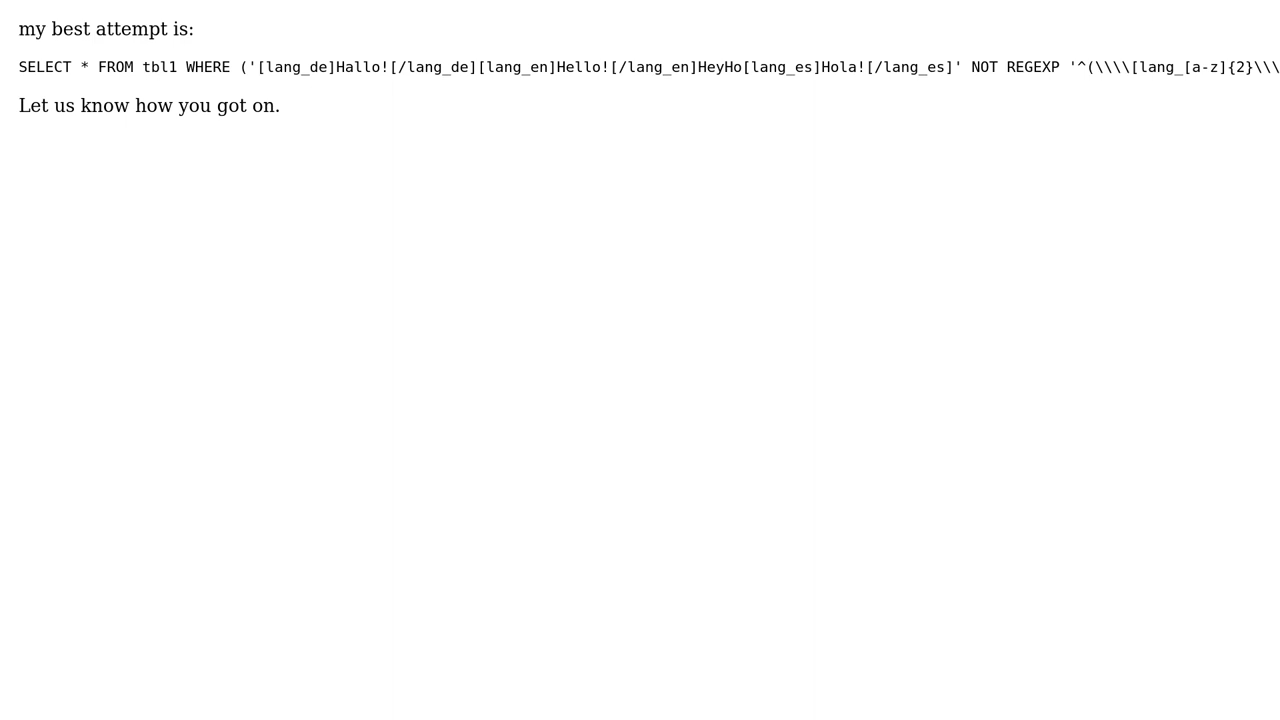 my best attempt is:
SELECT * FROM tbl1 WHERE ('[lang_de]Hallo![/lang_de][lang_en]Hello![/lang_en]HeyHo[lang_es]Hola![/lang_es]' NOT REGEXP '^(\\\\[lang_[a-z]{2}\\\
Let us know how you got on.